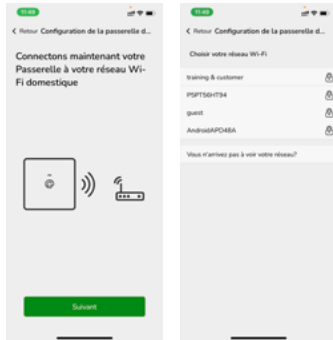 11:49
Retour Configuration de la passerelle d...
Connectons maintenant votre
Passerelle à votre réseau Wi-
Fi domestique
Suivant
11:49
Retour Configuration de la passerelle d...
Choisir votre réseau Wi-Fi
training & customer
PSPT56HT94
guest
AndroidAPD48A
Vous n'arrivez pas à voir votre réseau?